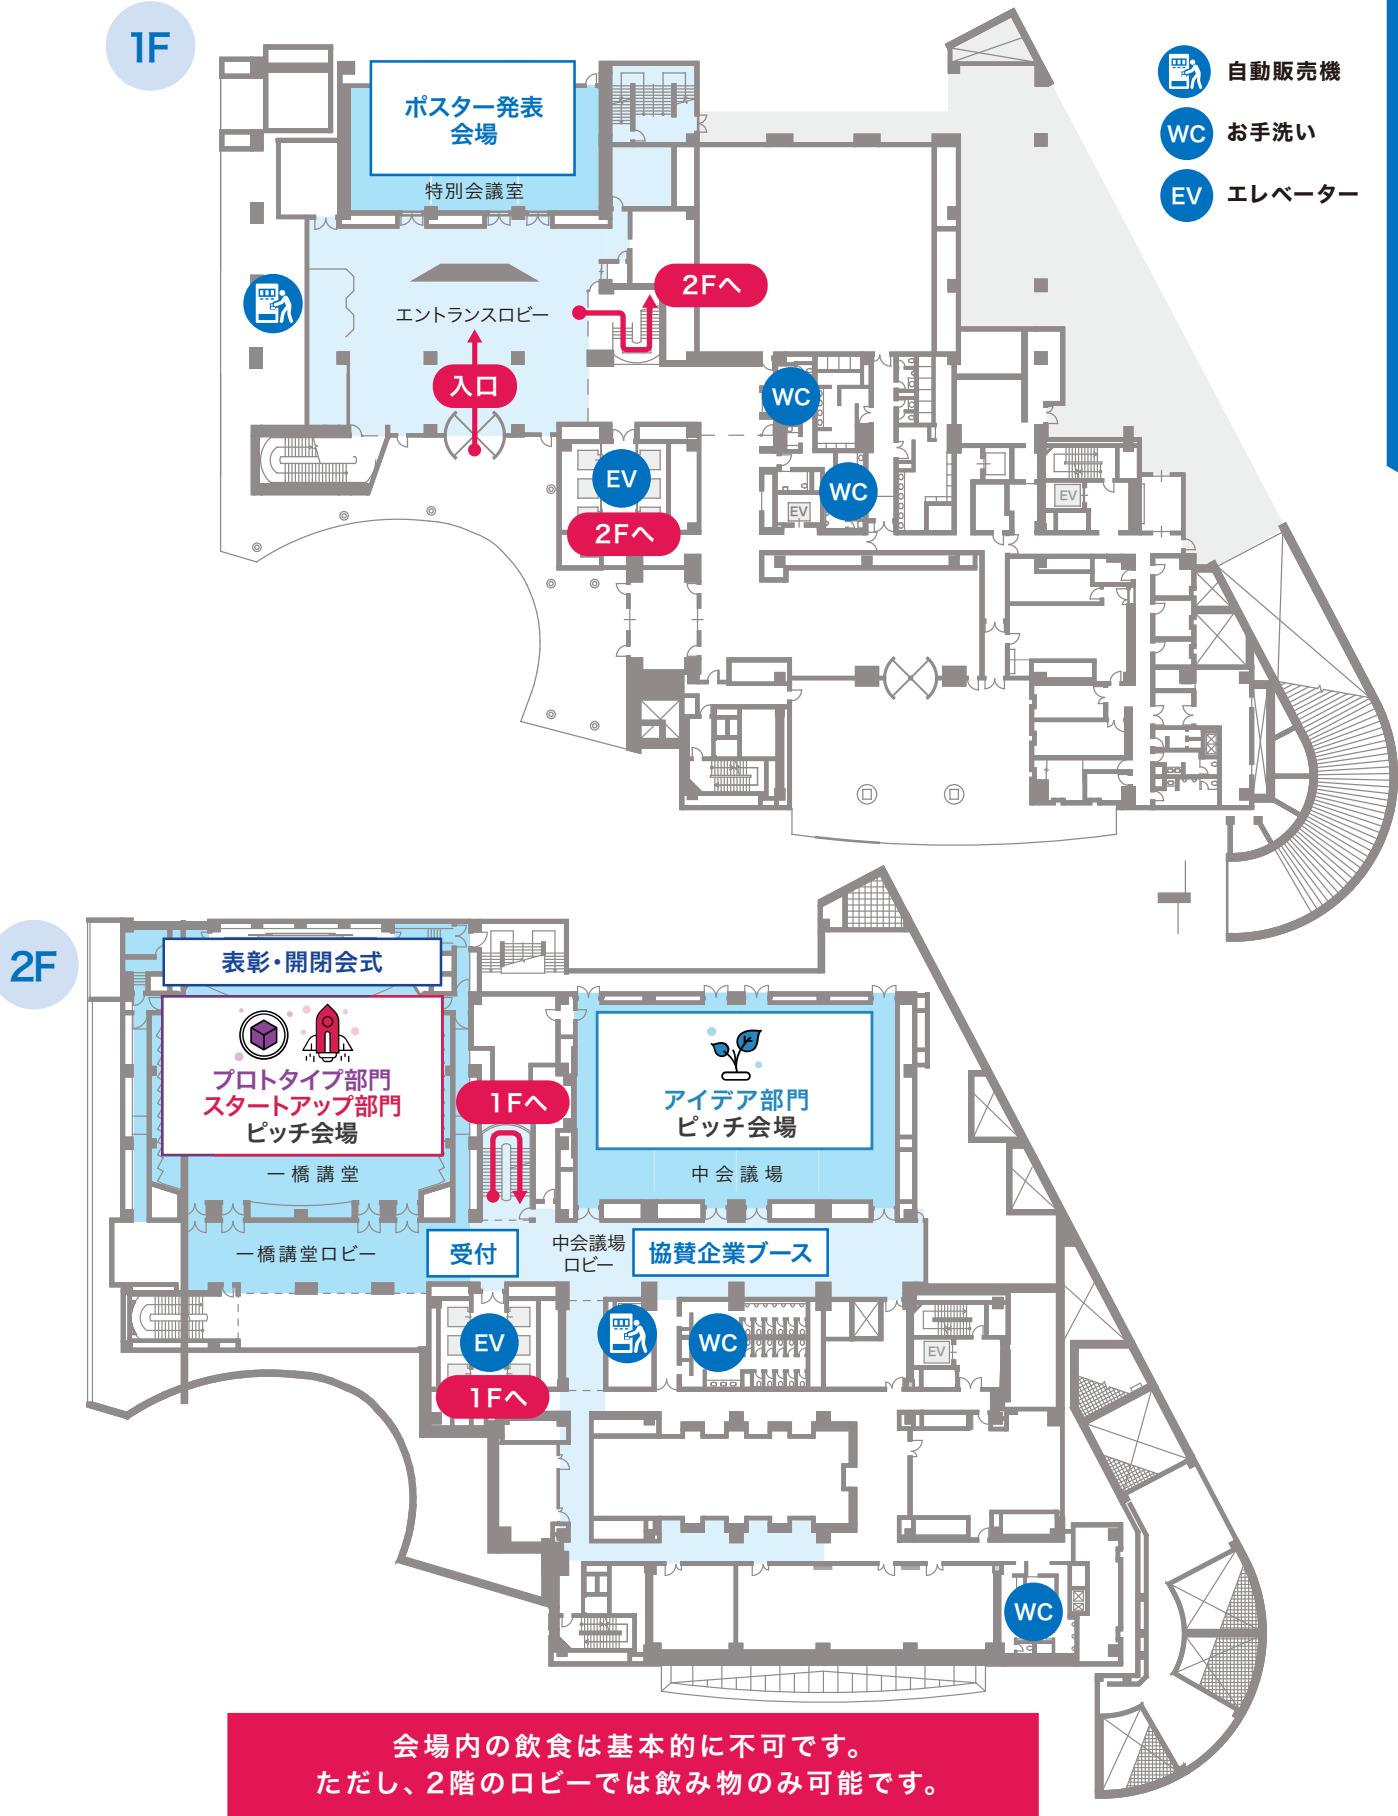 1F
自動販売機
WC お手洗い
EV エレベーター
ポスター発表
会場
特別会議室
2Fへ
エントランスロビー
入口
WC
EV
WC
EV
EV
2Fへ
2F
表彰・開閉会式
プロトタイプ部門
スタートアップ部門
ピッチ会場
一橋講堂
1Fへ
アイデア部門
ピッチ会場
中会議場
一橋講堂ロビー
受付
中会議場
ロビー
協賛企業ブース
EV
WC
EV
1Fへ
WC
会場内の飲食は基本的に不可です。
ただし、2階のロビーでは飲み物のみ可能です。